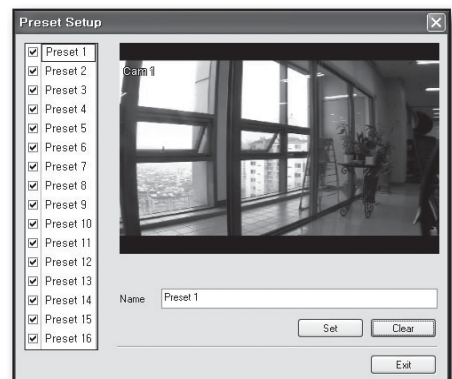 Preset Setup
Preset 1
Preset 2
Preset 3
Preset 4
Preset 5
Preset 6
Preset 7
Preset 8
Preset 9
Preset 10
Preset 11
Preset 12
Preset 13
Preset 14
Preset 15
Preset 16
Cam 1
Name Preset 1
Set Clear
Exit